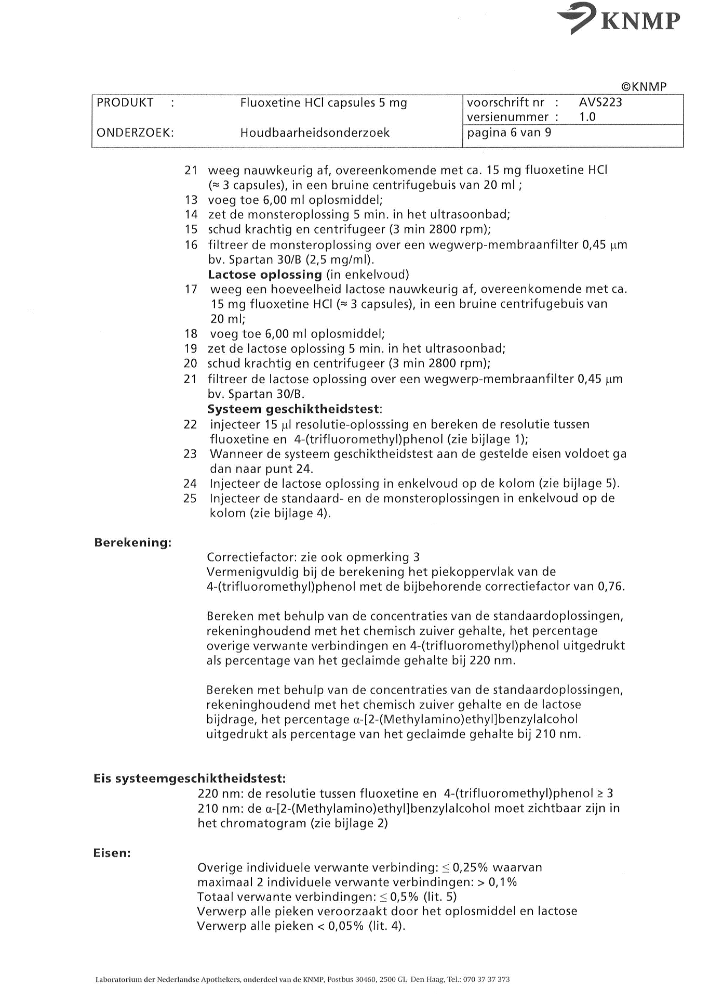 KNMP
©KNMP
PRODUKT : Fluoxetine HCl capsules 5 mg voorschrift nr : AVS223
versienummer : 1.0
ONDERZOEK: Houdbaarheidsonderzoek pagina 6 van 9
21 weeg nauwkeurig af, overeenkomende met ca. 15 mg fluoxetine HCl
(≈ 3 capsules), in een bruine centrifugebuis van 20 ml ;
13 voeg toe 6,00 ml oplosmiddel;
14 zet de monsteroplossing 5 min. in het ultrasoonbad;
15 schud krachtig en centrifugeer (3 min 2800 rpm);
16 filtreer de monsteroplossing over een wegwerp-membraanfilter 0,45 µm
bv. Spartan 30/B (2,5 mg/ml).
Lactose oplossing (in enkelvoud)
17 weeg een hoeveelheid lactose nauwkeurig af, overeenkomende met ca.
15 mg fluoxetine HCl (≈ 3 capsules), in een bruine centrifugebuis van
20 ml;
18 voeg toe 6,00 ml oplosmiddel;
19 zet de lactose oplossing 5 min. in het ultrasoonbad;
20 schud krachtig en centrifugeer (3 min 2800 rpm);
21 filtreer de lactose oplossing over een wegwerp-membraanfilter 0,45 µm
bv. Spartan 30/B.
Systeem geschiktheidstest:
22 injecteer 15 µl resolutie-oplosssing en bereken de resolutie tussen
fluoxetine en 4-(trifluoromethyl)phenol (zie bijlage 1);
23 Wanneer de systeem geschiktheidstest aan de gestelde eisen voldoet ga
dan naar punt 24.
24 Injecteer de lactose oplossing in enkelvoud op de kolom (zie bijlage 5).
25 Injecteer de standaard- en de monsteroplossingen in enkelvoud op de
kolom (zie bijlage 4).
Berekening:
Correctiefactor: zie ook opmerking 3
Vermenigvuldig bij de berekening het piekoppervlak van de
4-(trifluoromethyl)phenol met de bijbehorende correctiefactor van 0,76.
Bereken met behulp van de concentraties van de standaardoplossingen,
rekeninghoudend met het chemisch zuiver gehalte, het percentage
overige verwante verbindingen en 4-(trifluoromethyl)phenol uitgedrukt
als percentage van het geclaimde gehalte bij 220 nm.
Bereken met behulp van de concentraties van de standaardoplossingen,
rekeninghoudend met het chemisch zuiver gehalte en de lactose
bijdrage, het percentage α-[2-(Methylamino)ethyl]benzylalcohol
uitgedrukt als percentage van het geclaimde gehalte bij 210 nm.
Eis systeemgeschiktheidstest:
220 nm: de resolutie tussen fluoxetine en 4-(trifluoromethyl)phenol ≥ 3
210 nm: de α-[2-(Methylamino)ethyl]benzylalcohol moet zichtbaar zijn in
het chromatogram (zie bijlage 2)
Eisen:
Overige individuele verwante verbinding: ≤ 0,25% waarvan
maximaal 2 individuele verwante verbindingen: > 0,1%
Totaal verwante verbindingen: ≤ 0,5% (lit. 5)
Verwerp alle pieken veroorzaakt door het oplosmiddel en lactose
Verwerp alle pieken < 0,05% (lit. 4).
Laboratorium der Nederlandse Apothekers, onderdeel van de KNMP, Postbus 30460, 2500 GL Den Haag, Tel.: 070 37 37 373